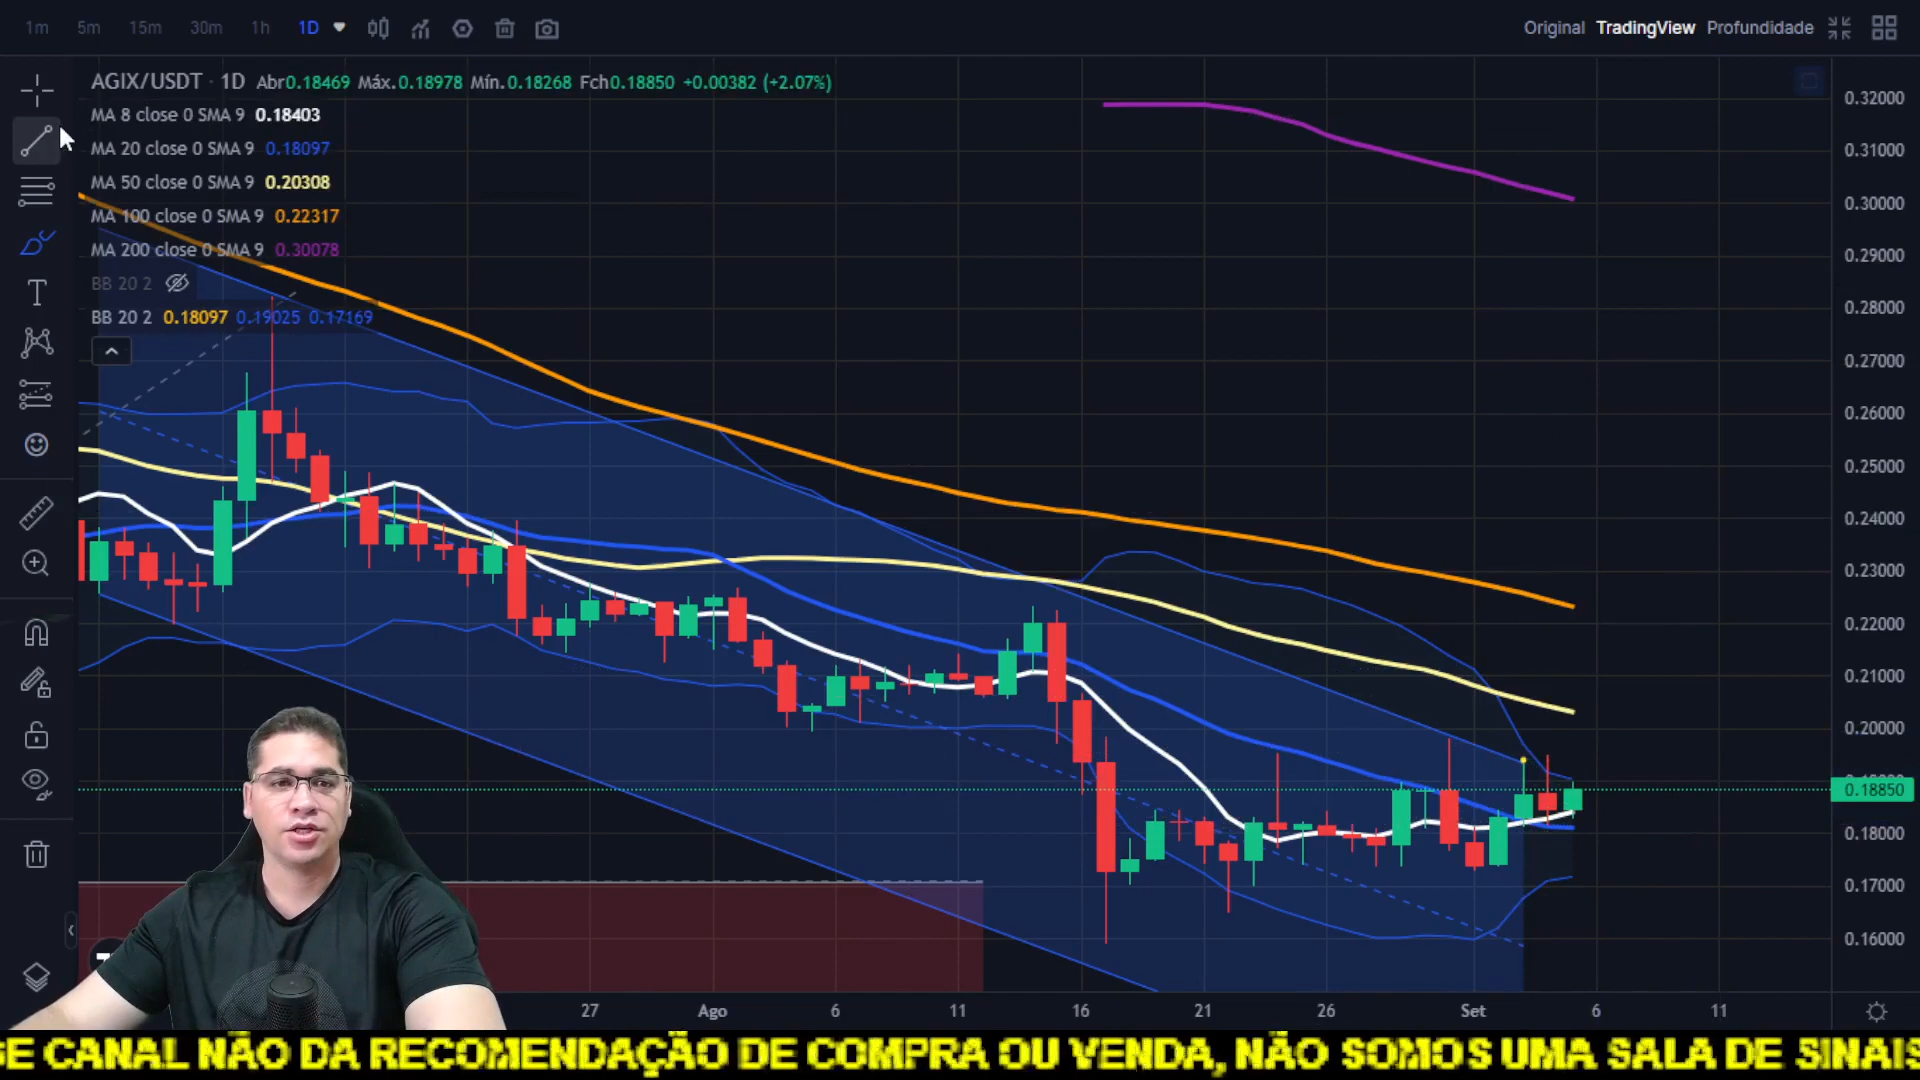 1m 5m 15m 30m 1h 1D Original TradingView Profundidade
AGIX/USDT · 1D Abr0.18469 Máx.0.18978 Mín.0.18268 Fch0.18850 +0.00382 (+2.07%)
MA 8 close 0 SMA 9 0.18403
MA 20 close 0 SMA 9 0.18097
MA 50 close 0 SMA 9 0.20308
MA 100 close 0 SMA 9 0.22317
MA 200 close 0 SMA 9 0.30078
BB 20 2
BB 20 2 0.18097 0.19025 0.17169
0.32000
0.31000
0.30000
0.29000
0.28000
0.27000
0.26000
0.25000
0.24000
0.23000
0.22000
0.21000
0.20000
0.18850
0.18000
0.17000
0.16000
27 Ago 6 11 16 21 26 Set 6 11
SE CANAL NÃO DA RECOMENDAÇÃO DE COMPRA OU VENDA, NÃO SOMOS UMA SALA DE SINAIS